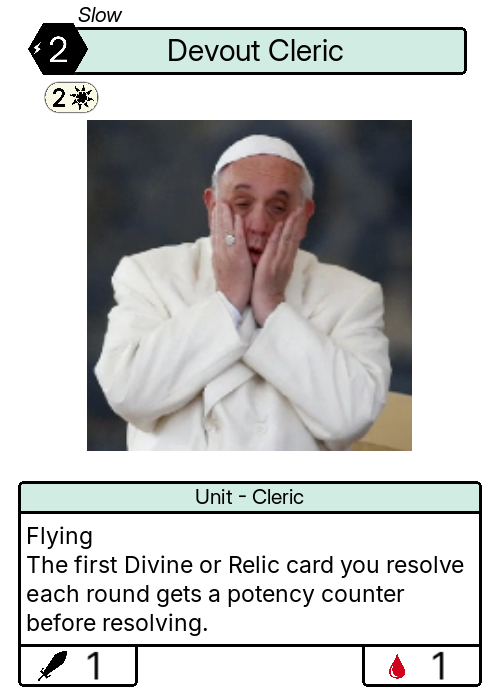 Slow
2
Devout Cleric
2
Unit - Cleric
Flying
The first Divine or Relic card you resolve
each round gets a potency counter
before resolving.
1
1